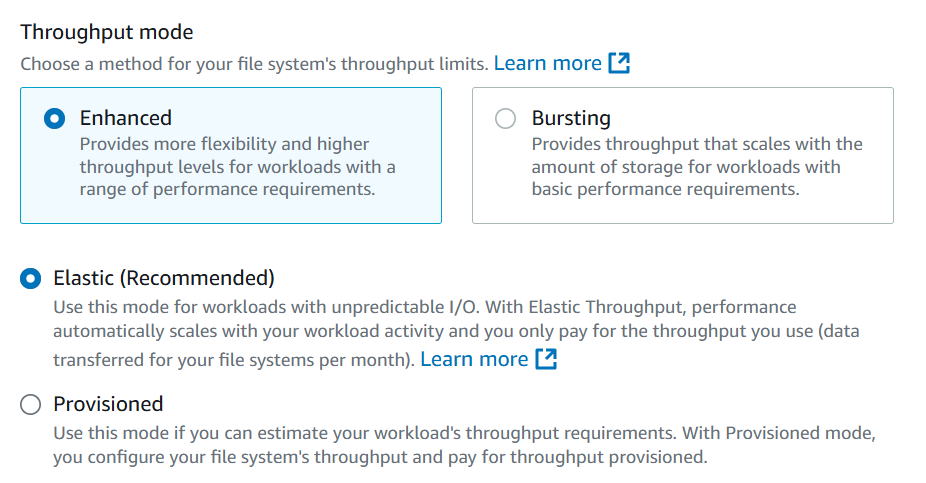 Throughput mode
Choose a method for your file system's throughput limits. Learn more
Enhanced
Provides more flexibility and higher
throughput levels for workloads with a
range of performance requirements.
Bursting
Provides throughput that scales with the
amount of storage for workloads with
basic performance requirements.
Elastic (Recommended)
Use this mode for workloads with unpredictable I/O. With Elastic Throughput, performance
automatically scales with your workload activity and you only pay for the throughput you use (data
transferred for your file systems per month). Learn more
Provisioned
Use this mode if you can estimate your workload's throughput requirements. With Provisioned mode,
you configure your file system's throughput and pay for throughput provisioned.